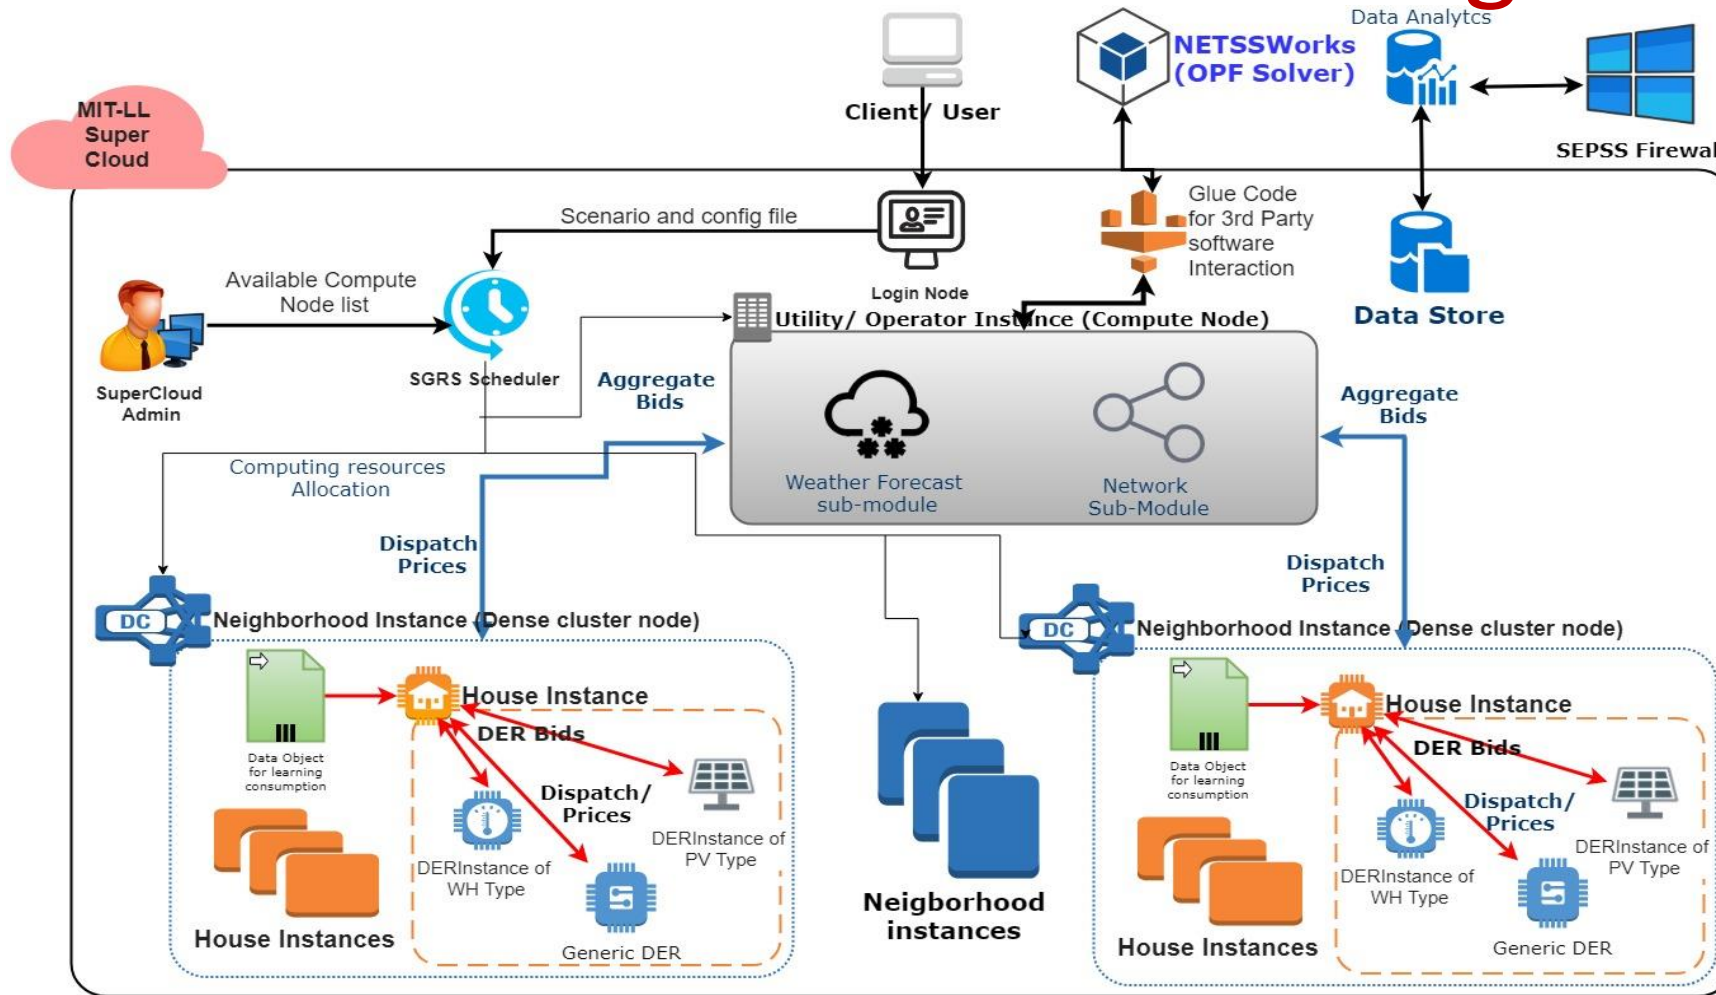 Data Analytcs
NETSSWorks
(OPF Solver)
Client/ User
SEPSS Firewal
MIT-LL
Super
Cloud
Scenario and config file
Glue Code
for 3rd Party
software
Interaction
Available Compute
Node list
Login Node
Data Store
Utility/ Operator Instance (Compute Node)
SGRS Scheduler
SuperCloud
Admin
Aggregate
Bids
Aggregate
Bids
Weather Forecast
sub-module
Network
Sub-Module
Computing resources
Allocation
Dispatch
Prices
Dispatch
Prices
DC
Neighborhood Instance (Dense cluster node)
DC
Neighborhood Instance (Dense cluster node)
House Instance
DER Bids
Data Object
for learning
consumption
Dispatch/
Prices
DERInstance of
PV Type
DERInstance of
WH Type
House Instances
Generic DER
Neigborhood
instances
House Instance
DER Bids
Data Object
for learning
consumption
Dispatch/
Prices
DERInstance of
PV Type
DERInstance of
WH Type
House Instances
Generic DER